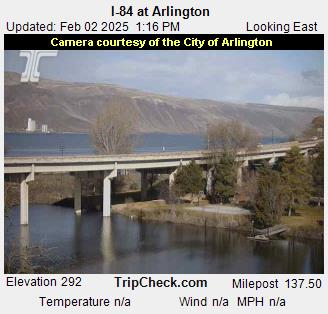 I-84 at Arlington
Updated: Feb 02 2025 1:16 PM Looking East
Camera courtesy of the City of Arlington
Elevation 292 TripCheck.com Milepost 137.50
Temperature n/a Wind n/a MPH n/a